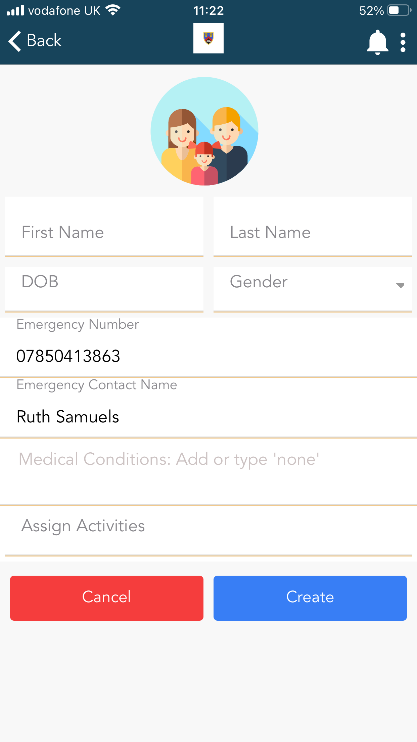 vodafone UK 11:22 52%
Back
First Name Last Name
DOB Gender
Emergency Number
07850413863
Emergency Contact Name
Ruth Samuels
Medical Conditions: Add or type 'none'
Assign Activities
Cancel Create